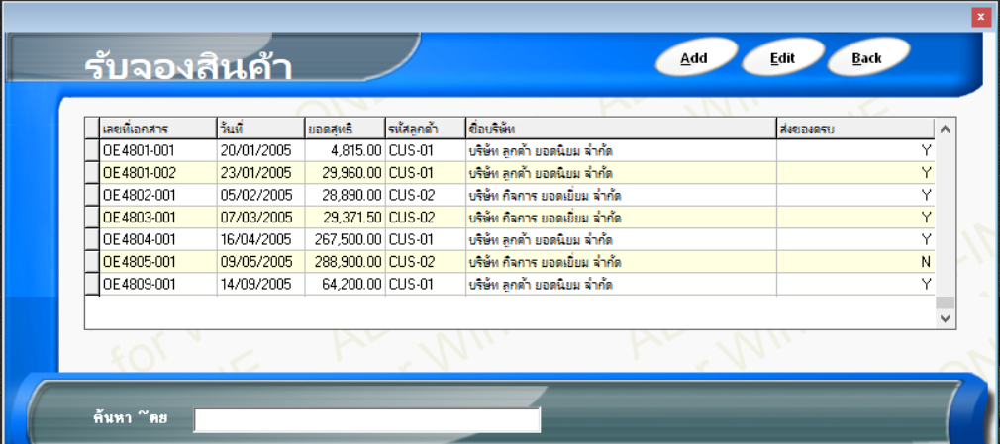 x
รับจองสินค้า
Add Edit Back
เลขที่เอกสาร วันที่ ยอดสุทธิ รหัสลูกค้า ชื่อบริษัท ส่งของครบ
OE4801-001 20/01/2005 4,815.00 CUS-01 บริษัท ลูกค้า ยอดนิยม จำกัด Y
OE4801-002 23/01/2005 29,960.00 CUS-01 บริษัท ลูกค้า ยอดนิยม จำกัด Y
OE4802-001 05/02/2005 28,890.00 CUS-02 บริษัท กิจการ ยอดเยี่ยม จำกัด Y
OE4803-001 07/03/2005 29,371.50 CUS-02 บริษัท กิจการ ยอดเยี่ยม จำกัด Y
OE4804-001 16/04/2005 267,500.00 CUS-01 บริษัท ลูกค้า ยอดนิยม จำกัด Y
OE4805-001 09/05/2005 288,900.00 CUS-02 บริษัท กิจการ ยอดเยี่ยม จำกัด N
OE4809-001 14/09/2005 64,200.00 CUS-01 บริษัท ลูกค้า ยอดนิยม จำกัด Y
ค้นหา ~ดย